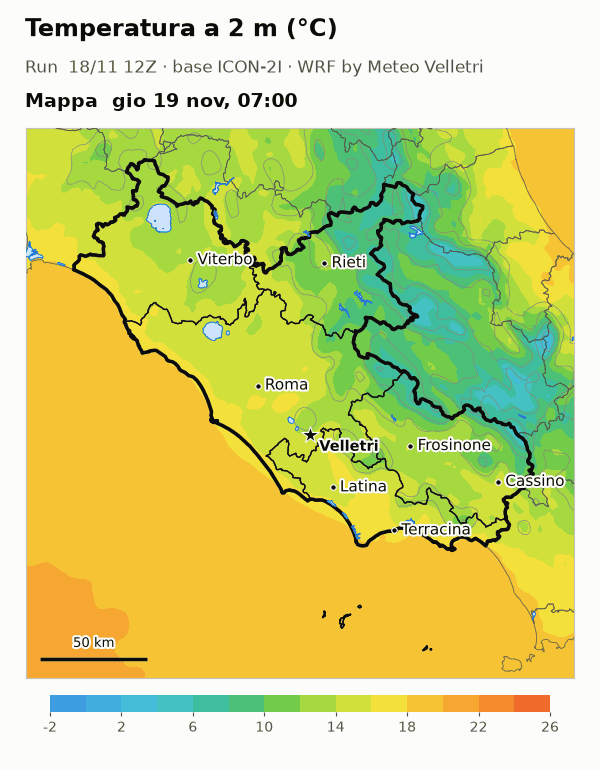 Temperatura a 2 m (°C)
Run  18/11 12Z · base ICON-2I · WRF by Meteo Velletri
Mappa  gio 19 nov, 07:00
Viterbo
Rieti
Roma
Velletri
Frosinone
Cassino
Latina
Terracina
50 km
-2 2 6 10 14 18 22 26